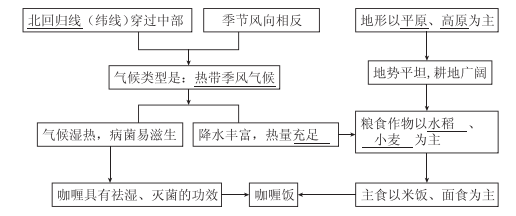 北回归线（纬线）穿过中部
季节风向相反
地形以平原、高原为主
气候类型是：热带季风气候
地势平坦,耕地广阔
气候湿热，病菌易滋生
降水丰富，热量充足
粮食作物以水稻、
小麦 为主
咖喱具有祛湿、灭菌的功效
咖喱饭
主食以米饭、面食为主